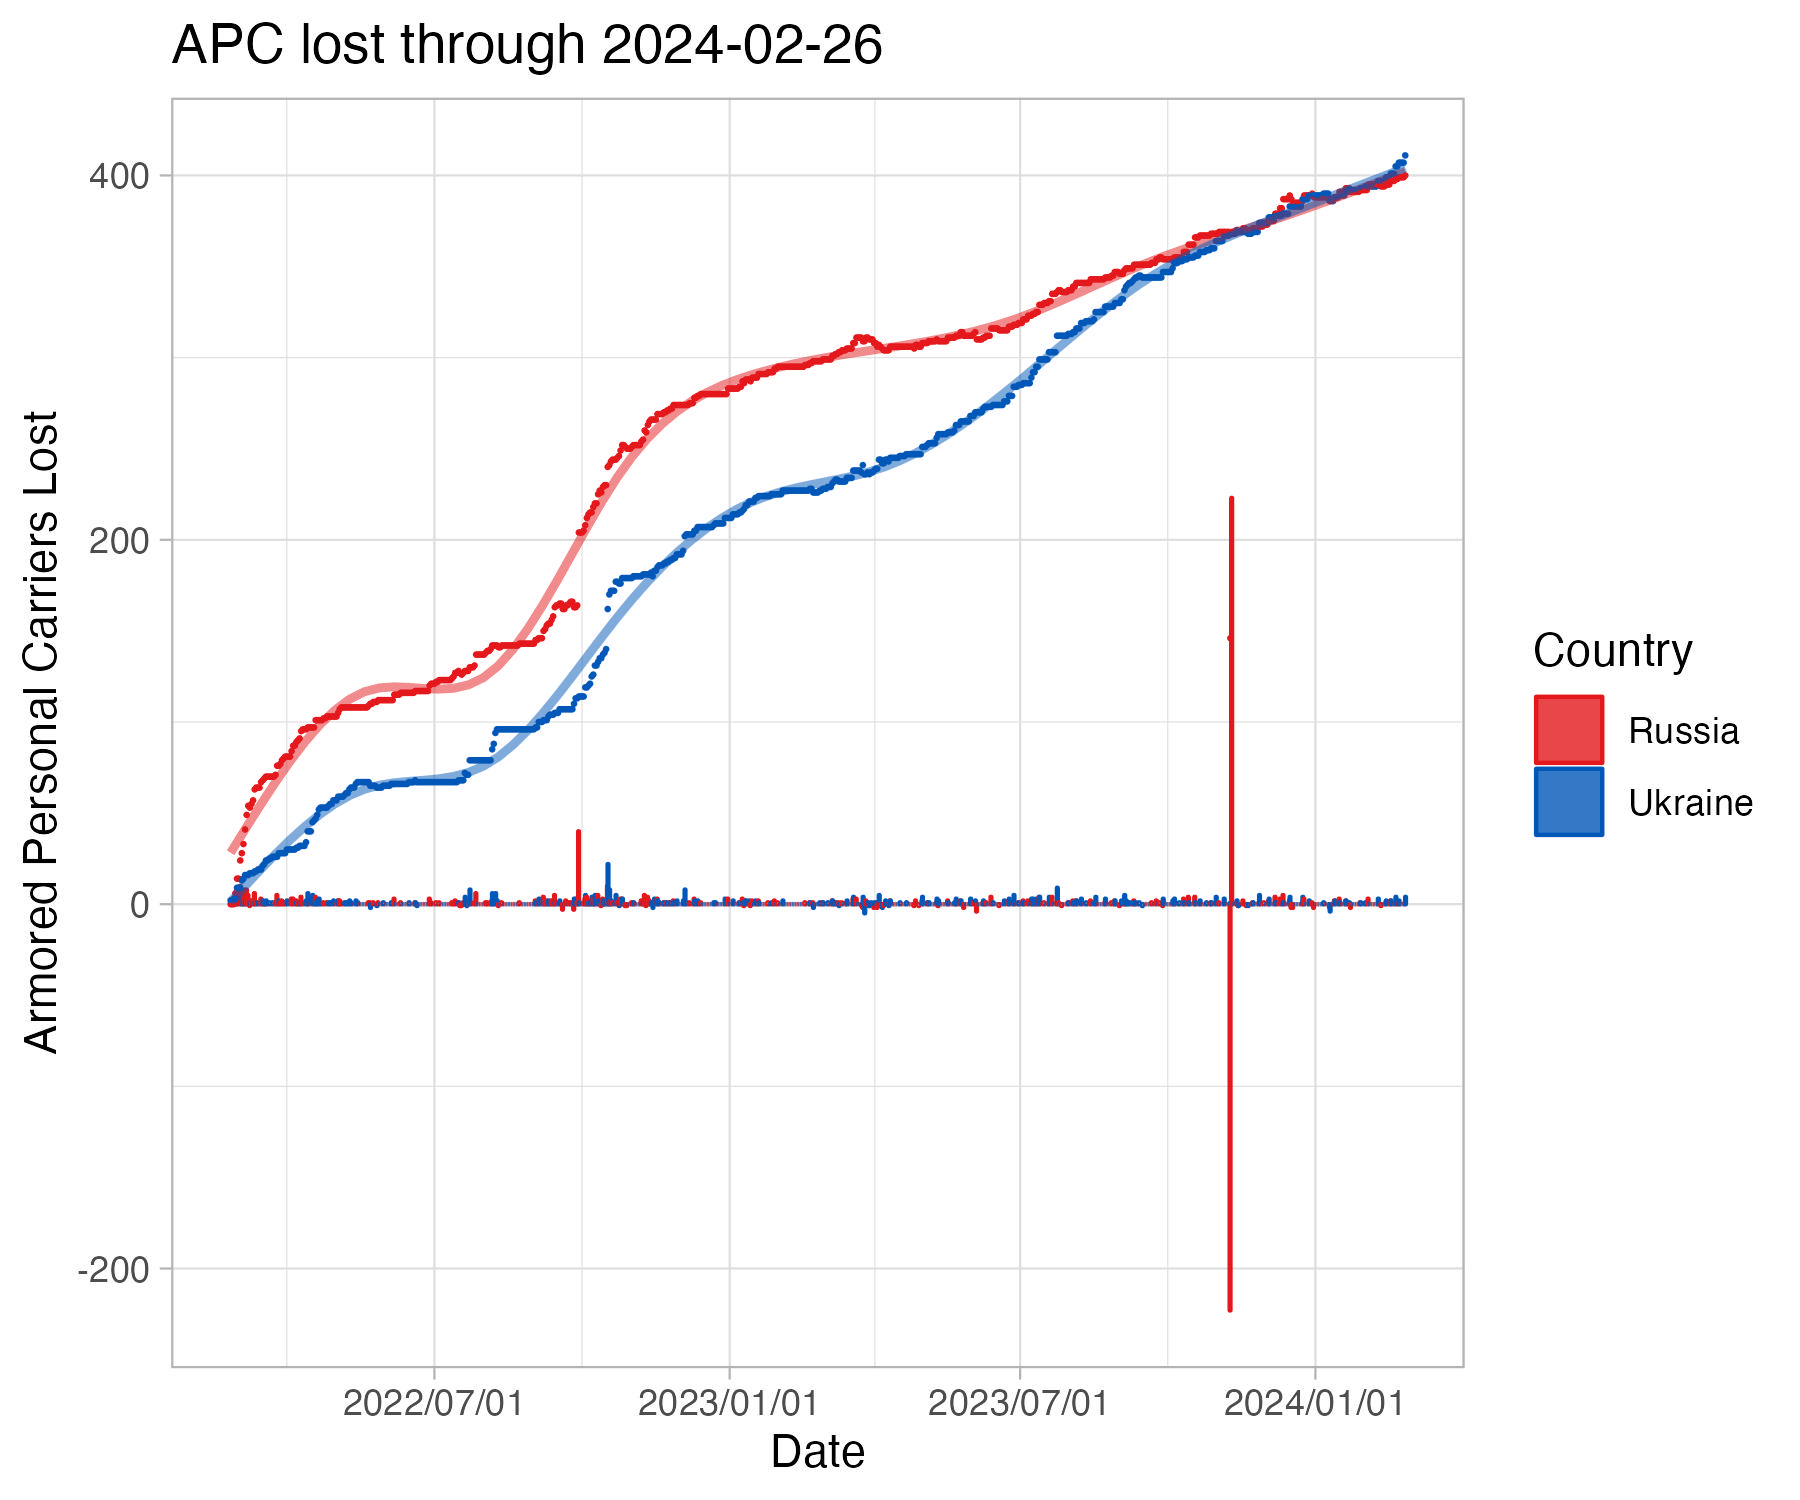 APC lost through 2024-02-26
Armored Personal Carriers Lost
400
200
0
-200
2022/07/01
2023/01/01
2023/07/01
2024/01/01
Date
Country
Russia
Ukraine